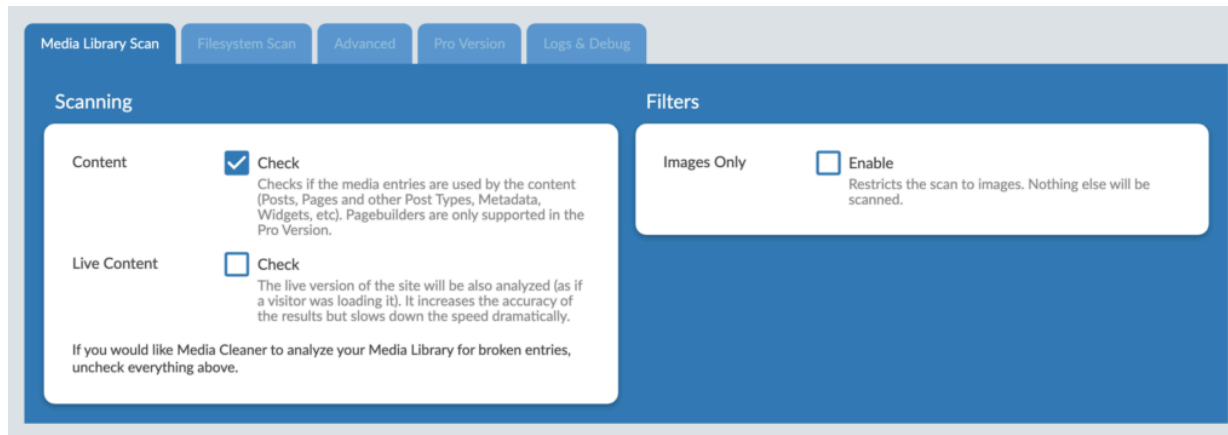 Media Library Scan
Filesystem Scan
Advanced
Pro Version
Logs & Debug
Scanning
Content
Check
Checks if the media entries are used by the content
(Posts, Pages and other Post Types, Metadata,
Widgets, etc). Pagebuilders are only supported in the
Pro Version.
Live Content
Check
The live version of the site will be also analyzed (as if
a visitor was loading it). It increases the accuracy of
the results but slows down the speed dramatically.
If you would like Media Cleaner to analyze your Media Library for broken entries,
uncheck everything above.
Filters
Images Only
Enable
Restricts the scan to images. Nothing else will be
scanned.